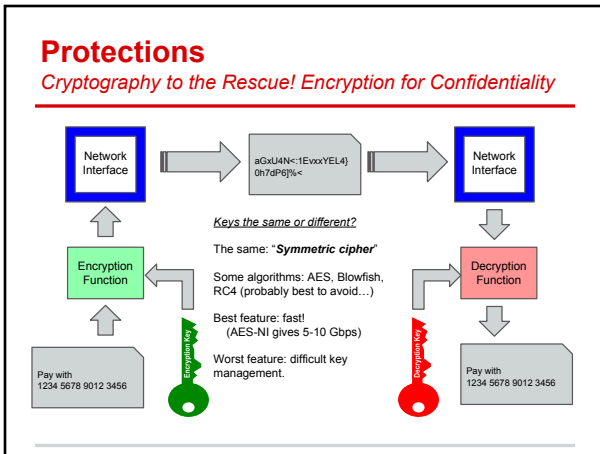 Protections
Cryptography to the Rescue! Encryption for Confidentiality
Network
Interface
aGxU4N<:1EvxxYEL4}
0h7dP6]%<
Network
Interface
Keys the same or different?
The same: “Symmetric cipher”
Some algorithms: AES, Blowfish,
RC4 (probably best to avoid…)
Best feature: fast!
(AES-NI gives 5-10 Gbps)
Worst feature: difficult key
management.
Encryption
Function
Decryption
Function
Encryption Key
Decryption Key
Pay with
1234 5678 9012 3456
Pay with
1234 5678 9012 3456